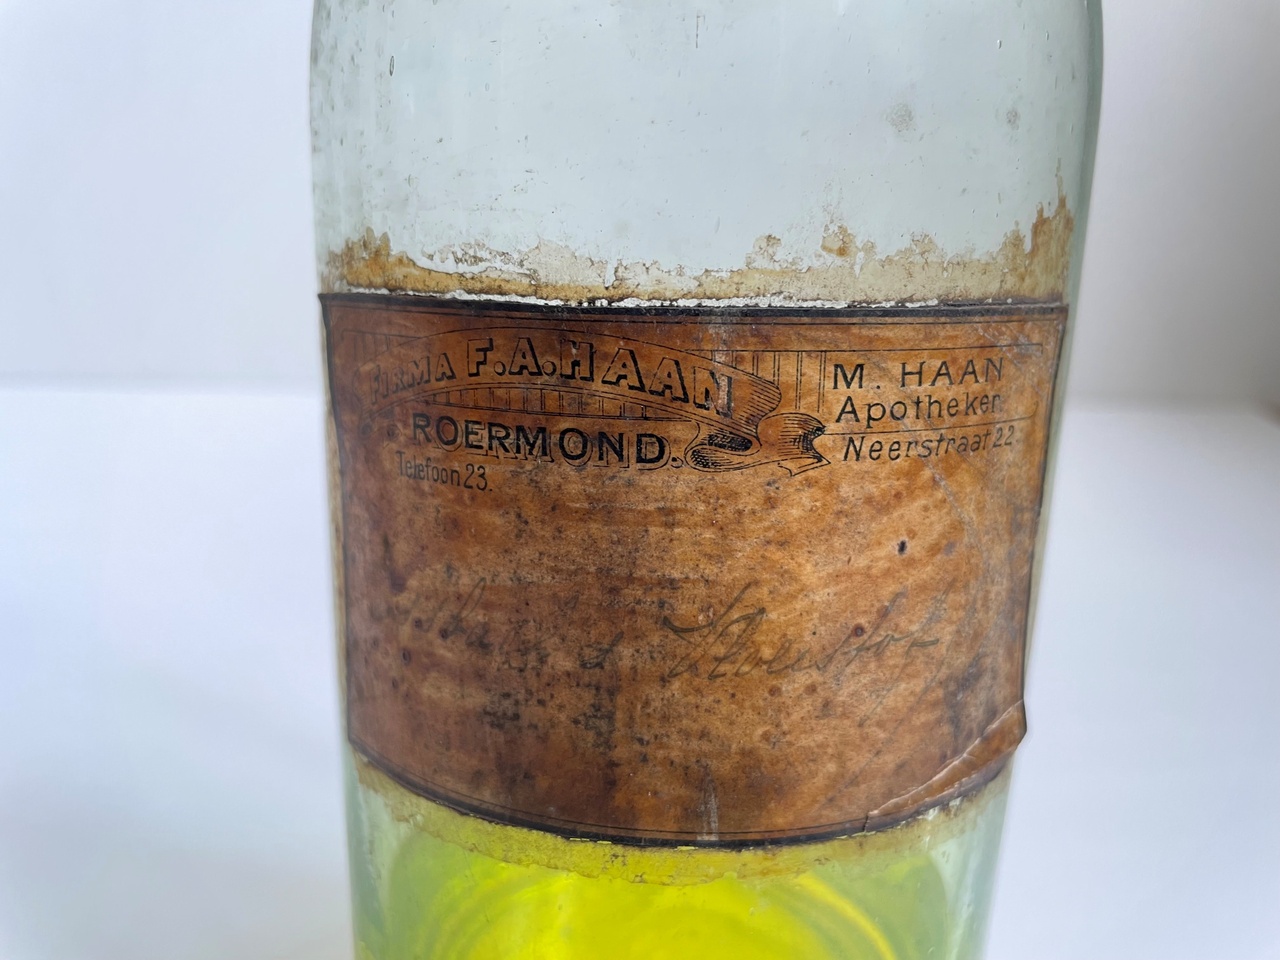 FIRMA F.A.HAAN
ROERMOND.
Telefoon 23.
M. HAAN
Apotheker
Neerstraat 22